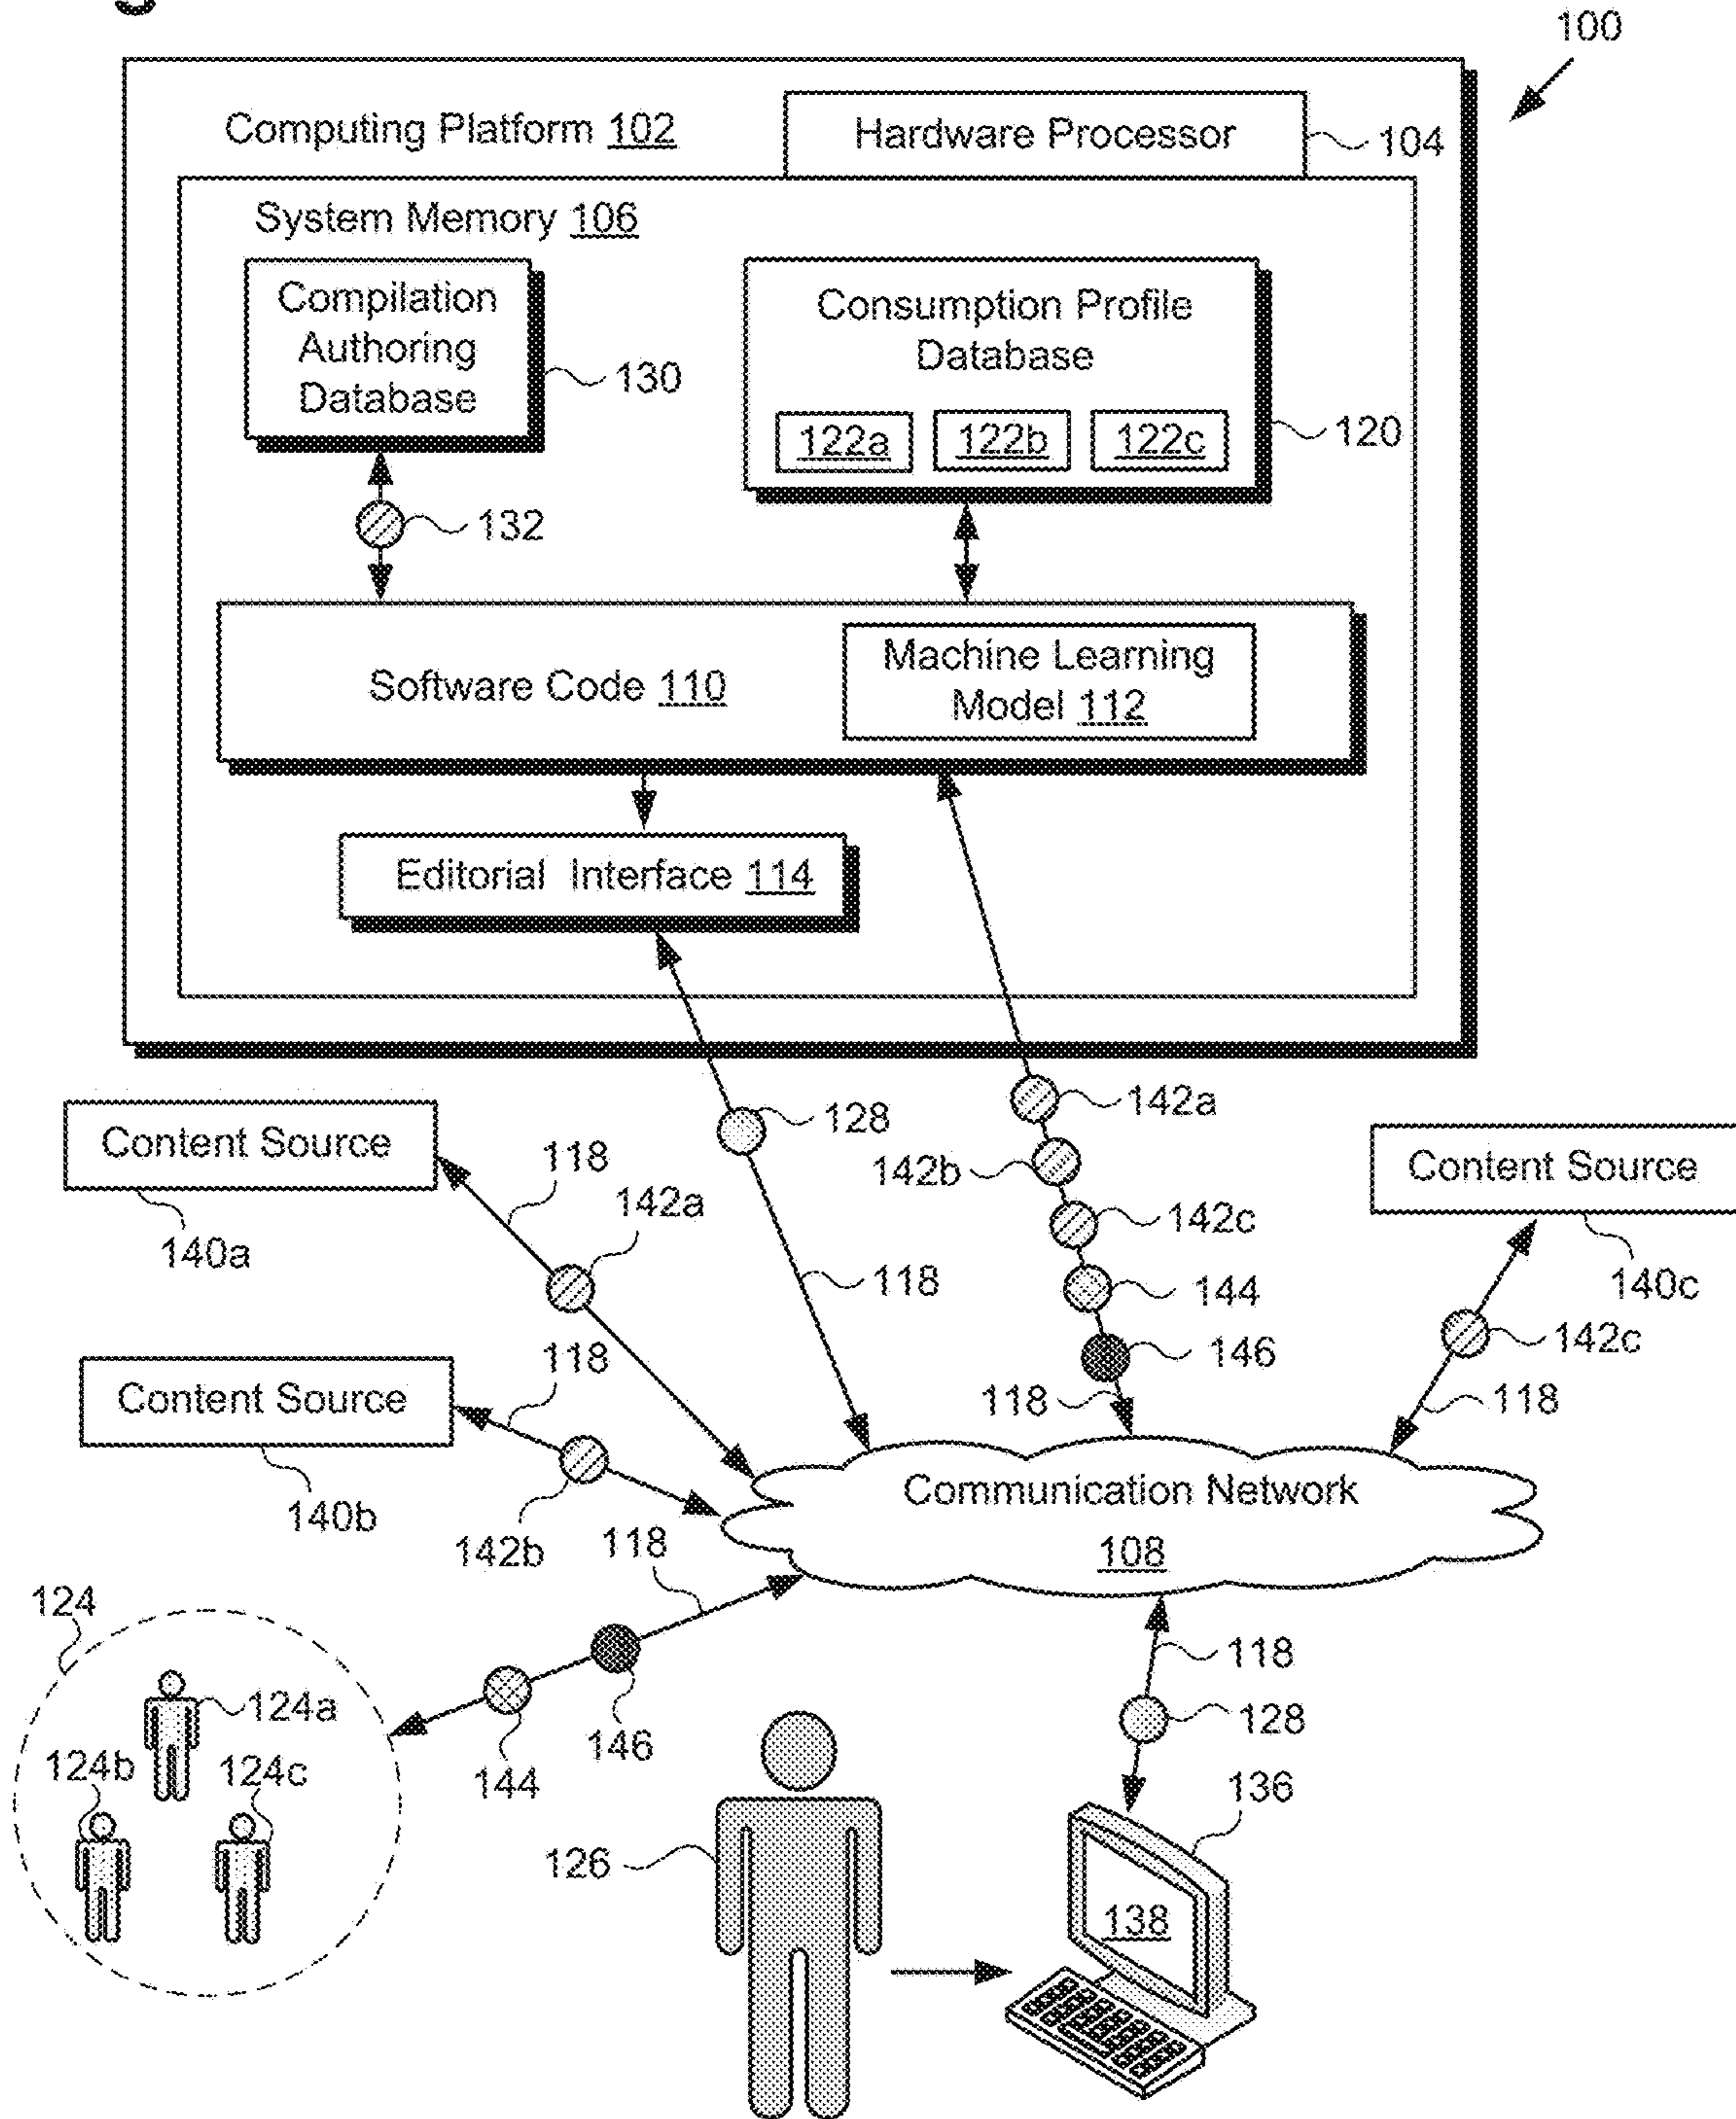 100
Computing Platform 102
Hardware Processor
104
System Memory 106
Compilation
Authoring
Database
130
Consumption Profile
Database
122a 122b 122c
120
132
Software Code 110
Machine Learning
Model 112
Editorial Interface 114
Content Source
140a
118
142a
128
118
142a
142b
142c
144
146
118
Content Source
140c
142c
118
Content Source
140b
118
142b
Communication Network
108
118
124
124a
124b
124c
144
146
118
128
136
126
138